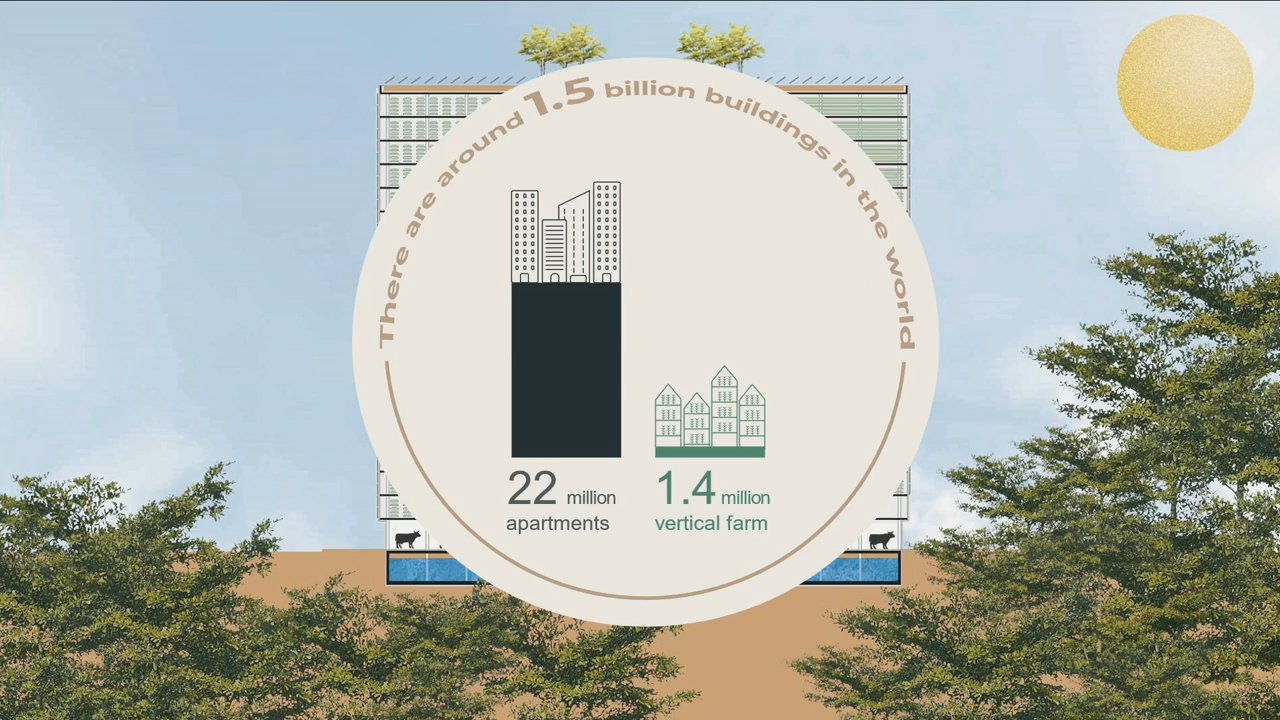 There are around 1.5 billion buildings in the world
22 million
apartments
1.4 million
vertical farm